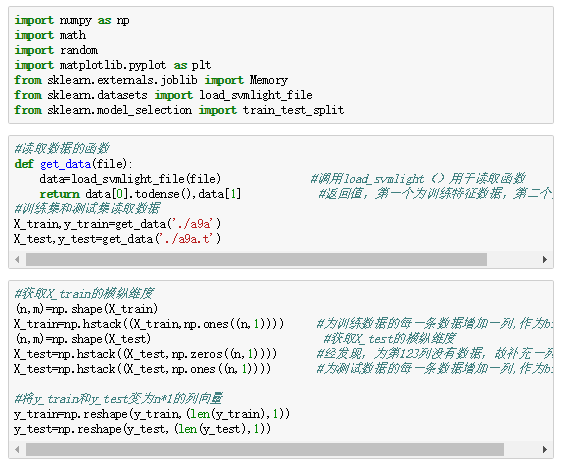 import numpy as np
import math
import random
import matplotlib.pyplot as plt
from sklearn.externals.joblib import Memory
from sklearn.datasets import load_svmlight_file
from sklearn.model_selection import train_test_split
#读取数据的函数
def get_data(file):
    data=load_svmlight_file(file)            #调用load_svmlight（）用于读取函数
    return data[0].todense(),data[1]          #返回值，第一个为训练特征数据，第二个
#训练集和测试集读取数据
X_train,y_train=get_data('./a9a')
X_test,y_test=get_data('./a9a.t')
#获取X_train的横纵维度
(n,m)=np.shape(X_train)
X_train=np.hstack((X_train,np.ones((n,1))))    #为训练数据的每一条数据增加一列,作为b
(n,m)=np.shape(X_test)                      #获取X_test的横纵维度
X_test=np.hstack((X_test,np.zeros((n,1))))     #经发现，为第123列没有数据，故补充一列
X_test=np.hstack((X_test,np.ones((n,1))))      #为测试数据的每一条数据增加一列,作为b
#将y_train和y_test变为n*1的列向量
y_train=np.reshape(y_train,(len(y_train),1))
y_test=np.reshape(y_test,(len(y_test),1))